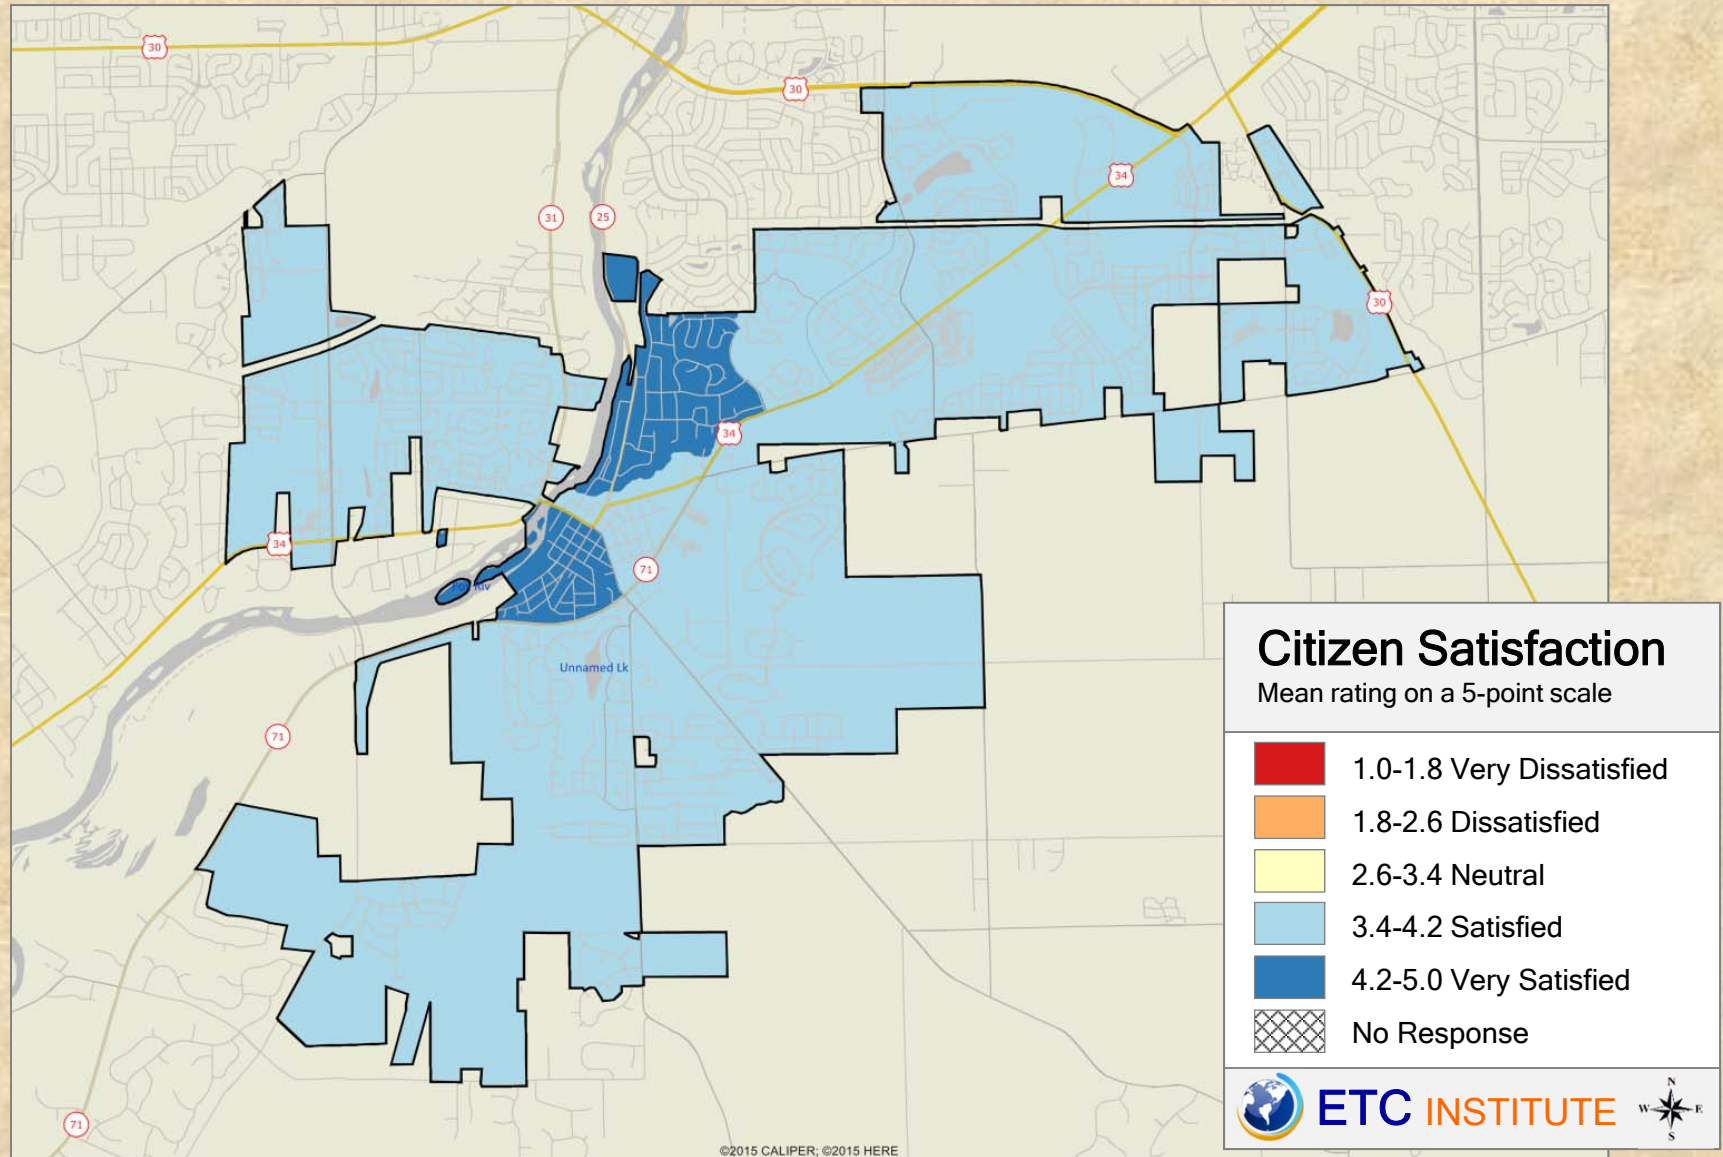 30
30
34
31
25
30
34
34
71
Unnamed Lk
71
71
Citizen Satisfaction
Mean rating on a 5-point scale
1.0-1.8 Very Dissatisfied
1.8-2.6 Dissatisfied
2.6-3.4 Neutral
3.4-4.2 Satisfied
4.2-5.0 Very Satisfied
No Response
ETC INSTITUTE
N
W E
S
©2015 CALIPER; ©2015 HERE